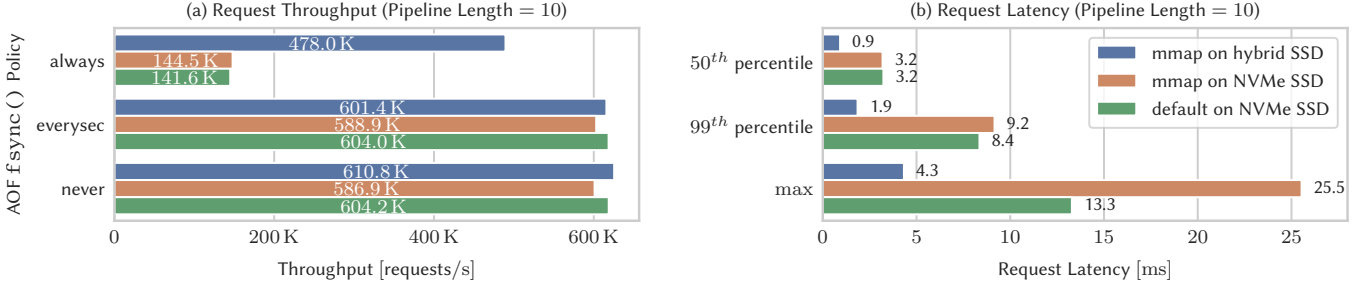 (a) Request Throughput (Pipeline Length = 10)
AOF fsync() Policy
always
everysec
never
478.0 K
144.5 K
141.6 K
601.4 K
588.9 K
604.0 K
610.8 K
586.9 K
604.2 K
0
200 K
400 K
600 K
Throughput [requests/s]
(b) Request Latency (Pipeline Length = 10)
50th percentile
99th percentile
max
0.9
3.2
3.2
1.9
9.2
8.4
4.3
25.5
13.3
mmap on hybrid SSD
mmap on NVMe SSD
default on NVMe SSD
0
5
10
15
20
25
Request Latency [ms]